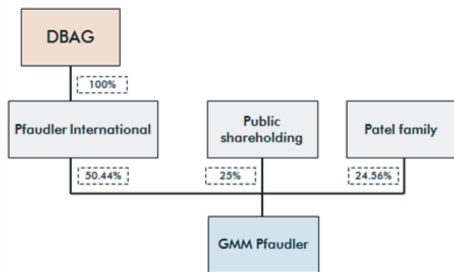 DBAG
100%
Pfaudler International
Public
shareholding
Patel family
50.44%
25%
24.56%
GMM Pfaudler